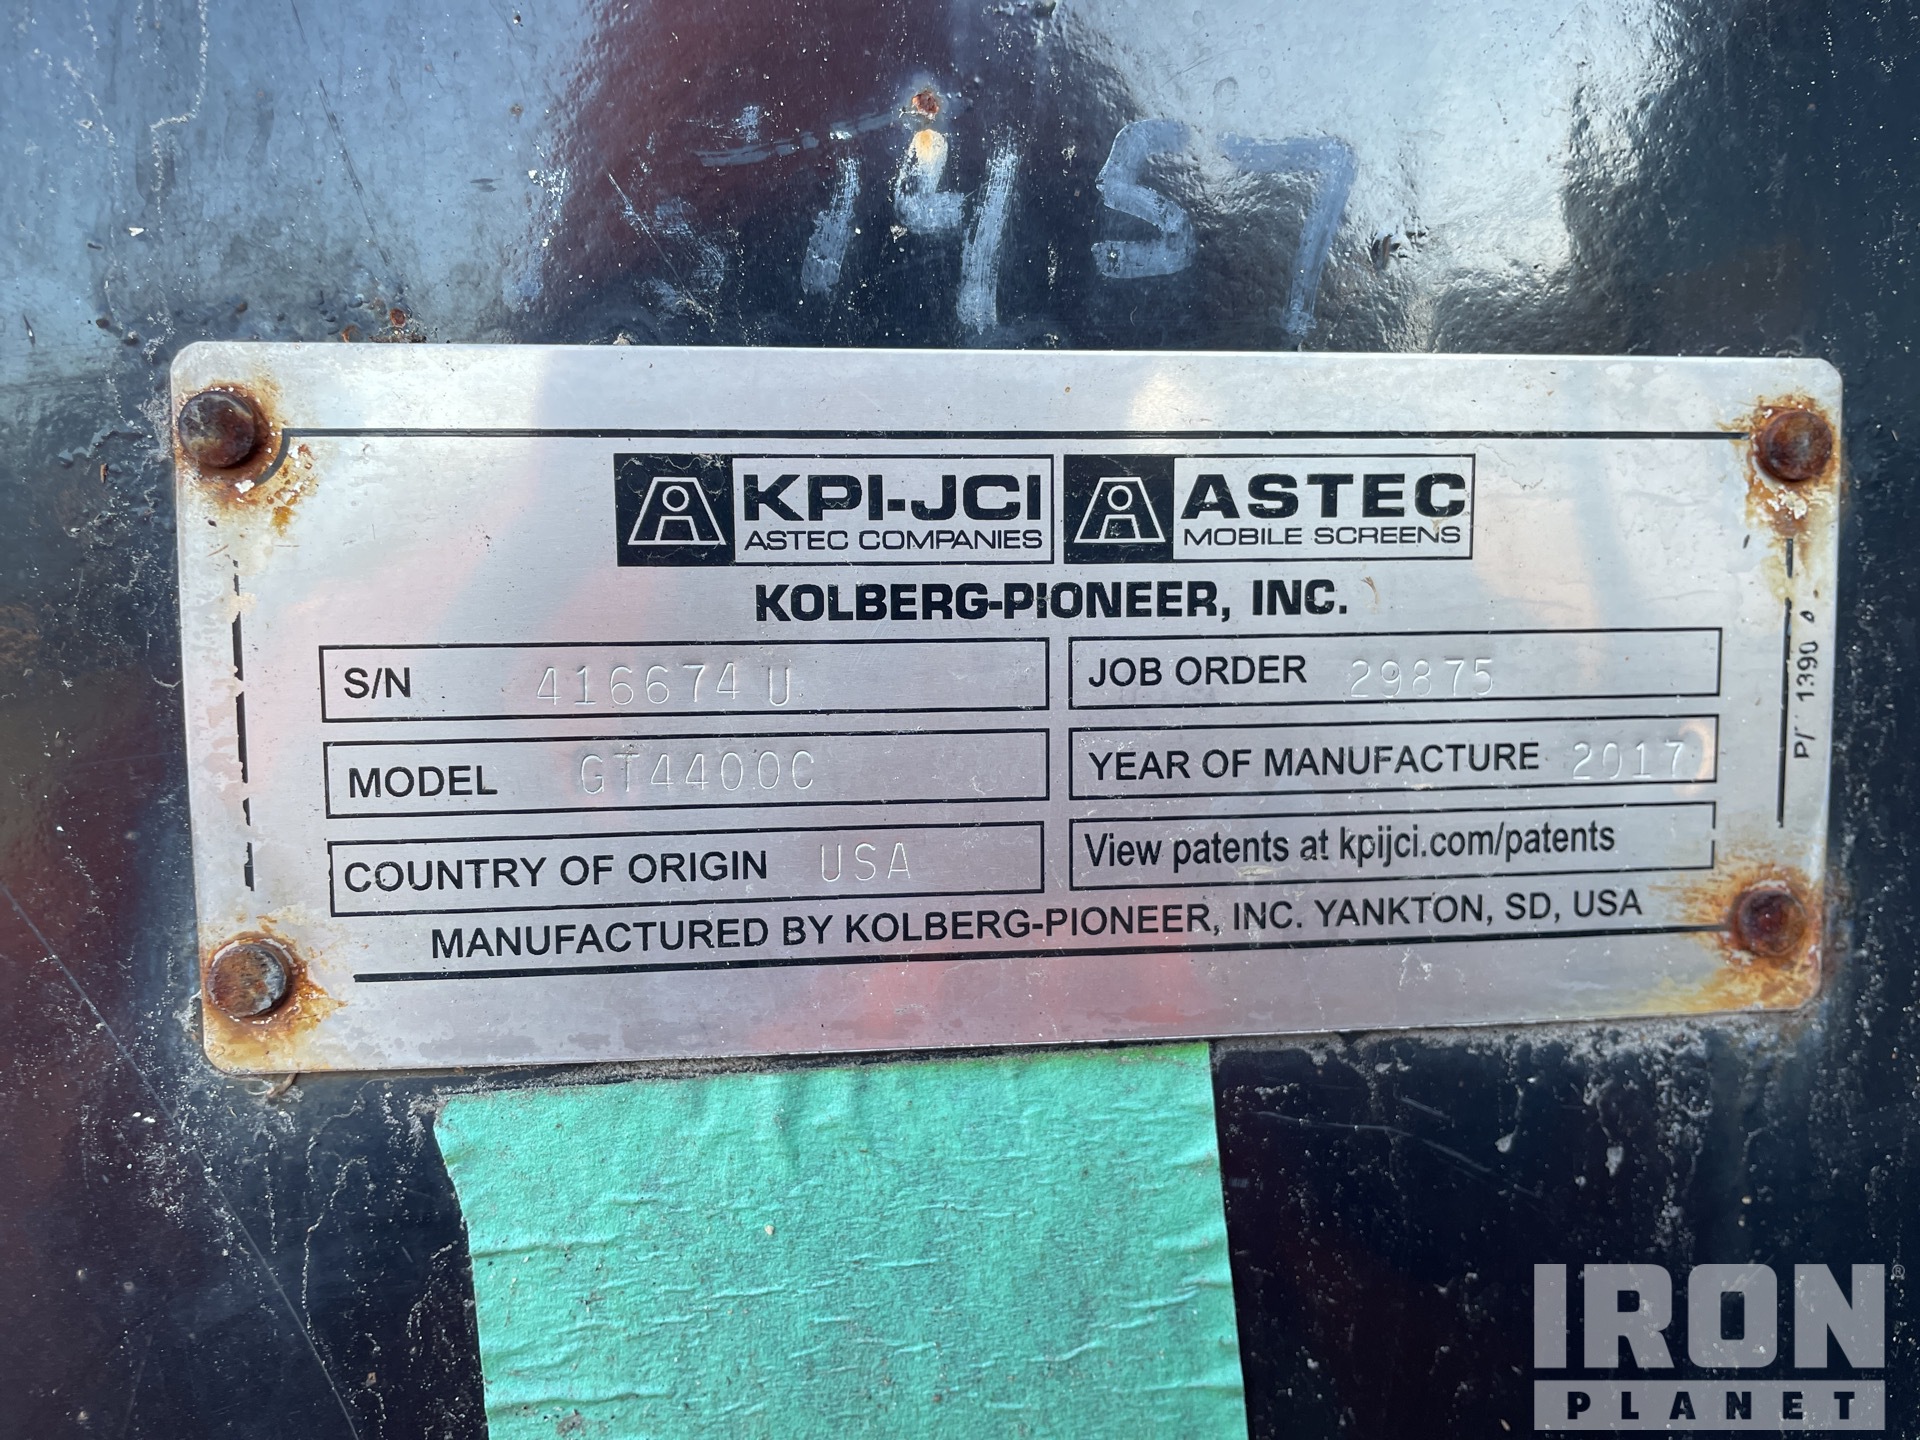 1457
KPI-JCI
ASTEC COMPANIES
ASTEC
MOBILE SCREENS
KOLBERG-PIONEER, INC.
S/N 416674U
JOB ORDER 29875
MODEL GT4400C
YEAR OF MANUFACTURE 2017
COUNTRY OF ORIGIN USA
View patents at kpijci.com/patents
MANUFACTURED BY KOLBERG-PIONEER, INC. YANKTON, SD, USA
1390
IRON®
PLANET